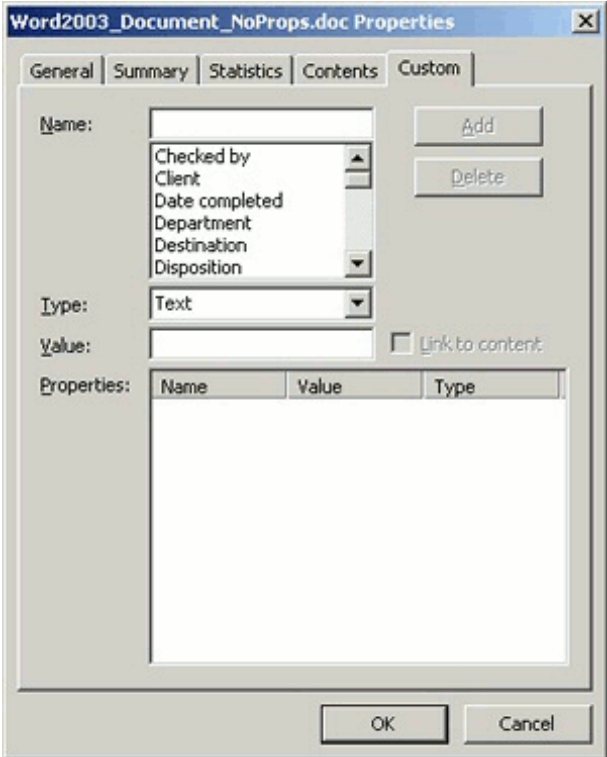 Word2003_Document_NoProps.doc Properties
General Summary Statistics Contents Custom
Name: Add
Checked by
Client Delete
Date completed
Department
Destination
Disposition
Type: Text
Value: Link to content
Properties: Name Value Type
OK Cancel